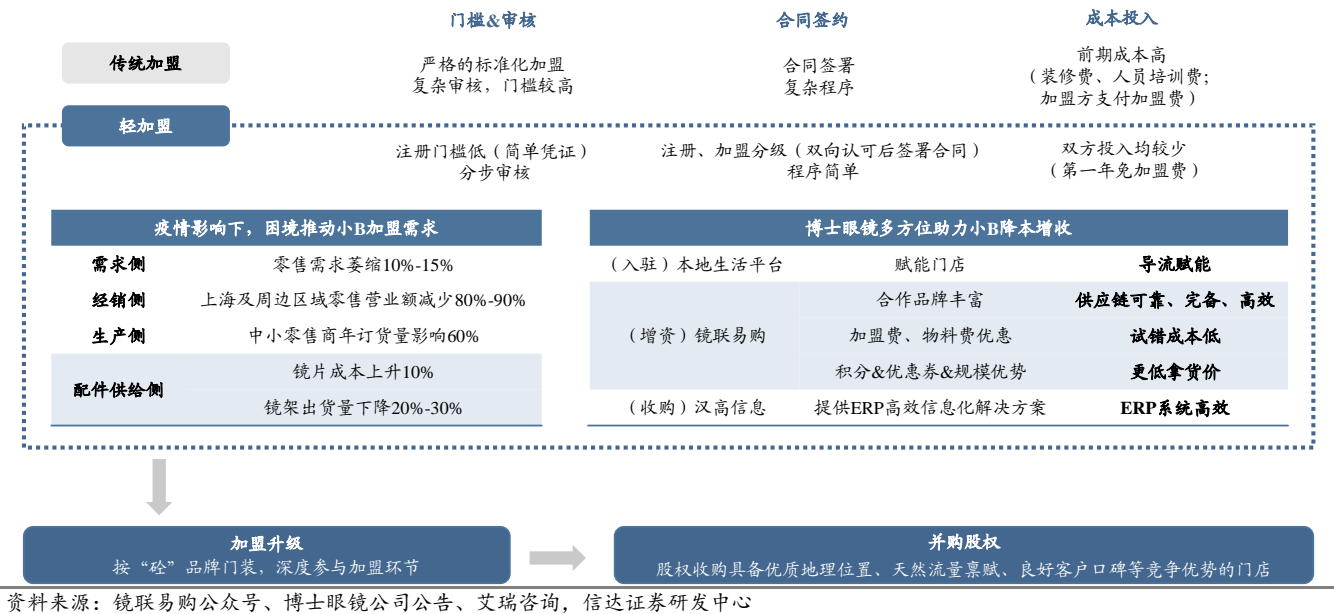 门槛&审核 合同签约 成本投入
传统加盟
严格的标准化加盟
复杂审核，门槛较高
合同签署
复杂程序
前期成本高
（装修费、人员培训费；
加盟方支付加盟费）
轻加盟
注册门槛低（简单凭证）
分步审核
注册、加盟分级（双向认可后签署合同）
程序简单
双方投入均较少
（第一年免加盟费）
疫情影响下，困境推动小B加盟需求
需求侧 零售需求萎缩10%-15%
经销侧 上海及周边区域零售营业额减少80%-90%
生产侧 中小零售商年订货量影响60%
配件供给侧
镜片成本上升10%
镜架出货量下降20%-30%
博士眼镜多方位助力小B降本增收
（入驻）本地生活平台 赋能门店 导流赋能
合作品牌丰富 供应链可靠、完备、高效
（增资）镜联易购 加盟费、物料费优惠 试错成本低
积分&优惠券&规模优势 更低拿货价
（收购）汉高信息 提供ERP高效信息化解决方案 ERP系统高效
加盟升级
按“砼”品牌门装，深度参与加盟环节
并购股权
股权收购具备优质地理位置、天然流量禀赋、良好客户口碑等竞争优势的门店
资料来源：镜联易购公众号、博士眼镜公司公告、艾瑞咨询，信达证券研发中心